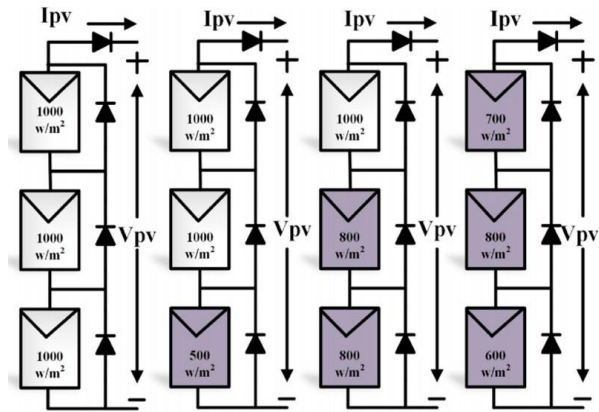 Ipv Ipv Ipv Ipv
+ + + +
1000 1000 1000 700
w/m² w/m² w/m² w/m²
1000 1000 800 800
w/m² w/m² w/m² w/m²
Vpv Vpv Vpv Vpv
1000 500 800 600
w/m² w/m² w/m² w/m²
− − − −